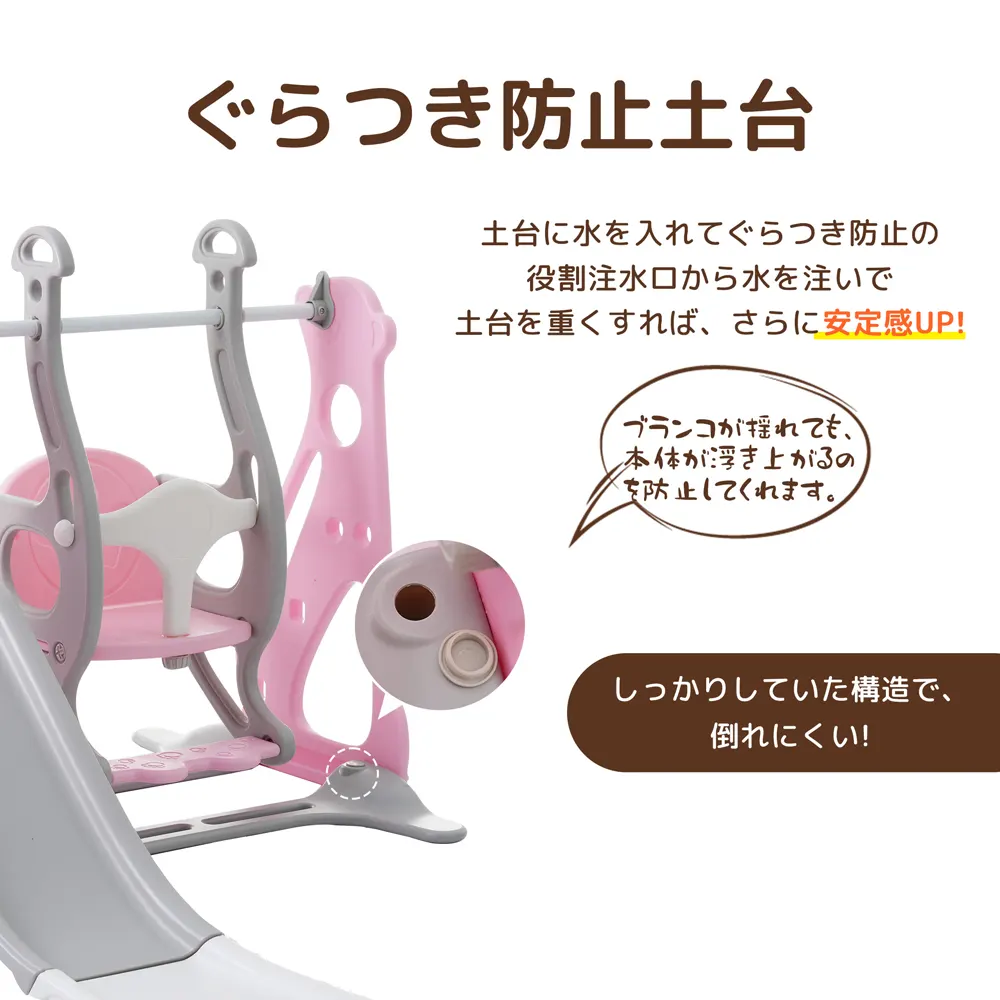 ぐらつき防止土台
土台に水を入れてぐらつき防止の
役割注水口から水を注いで
土台を重くすれば、さらに安定感UP!
ブランコが揺れても、
本体が浮き上がるの
を防止してくれます。
しっかりしていた構造で、
倒れにくい!